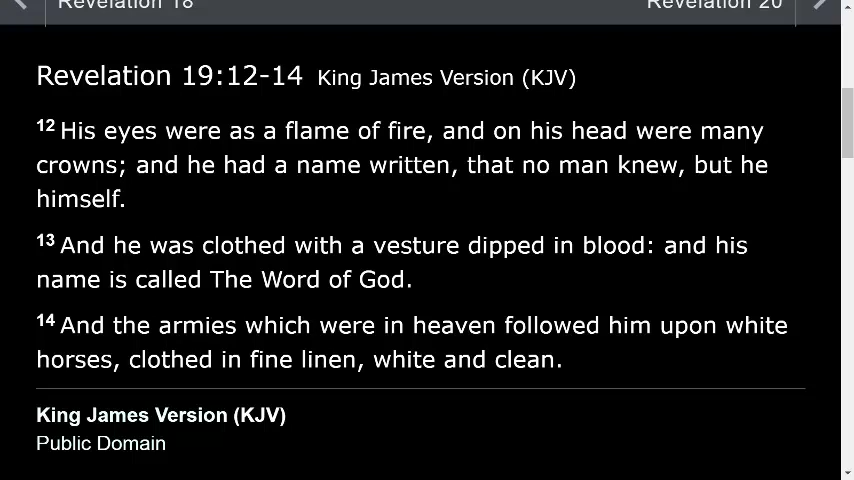 Revelation 18 Revelation 20
Revelation 19:12-14 King James Version (KJV)
12 His eyes were as a flame of fire, and on his head were many
crowns; and he had a name written, that no man knew, but he
himself.
13 And he was clothed with a vesture dipped in blood: and his
name is called The Word of God.
14 And the armies which were in heaven followed him upon white
horses, clothed in fine linen, white and clean.
King James Version (KJV)
Public Domain